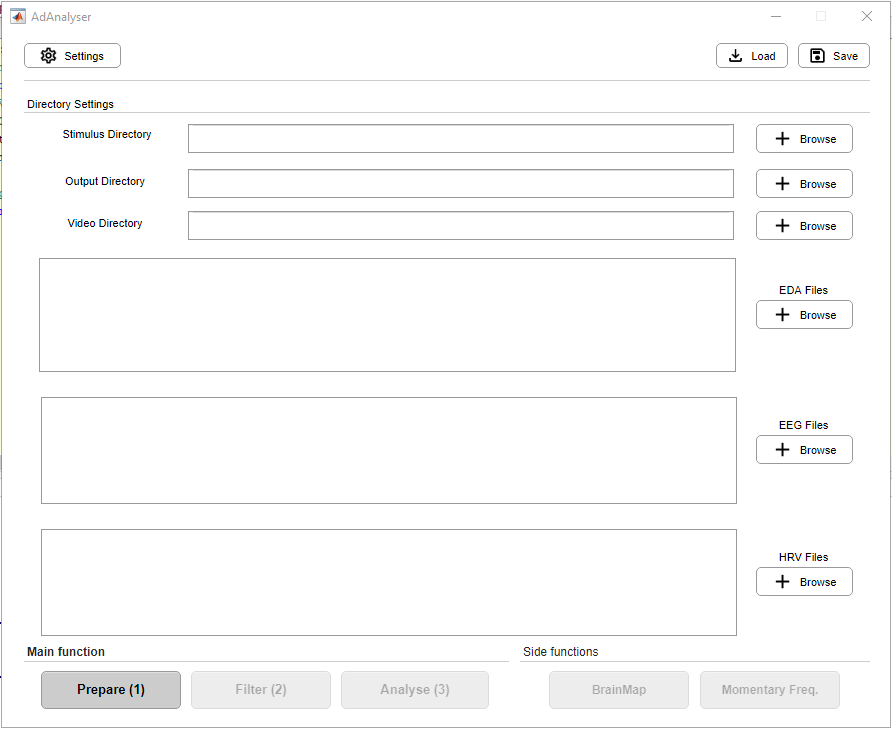 AdAnalyser
Settings
Load
Save
Directory Settings
Stimulus Directory
Browse
Output Directory
Browse
Video Directory
Browse
EDA Files
Browse
EEG Files
Browse
HRV Files
Browse
Main function
Side functions
Prepare (1)
Filter (2)
Analyse (3)
BrainMap
Momentary Freq.